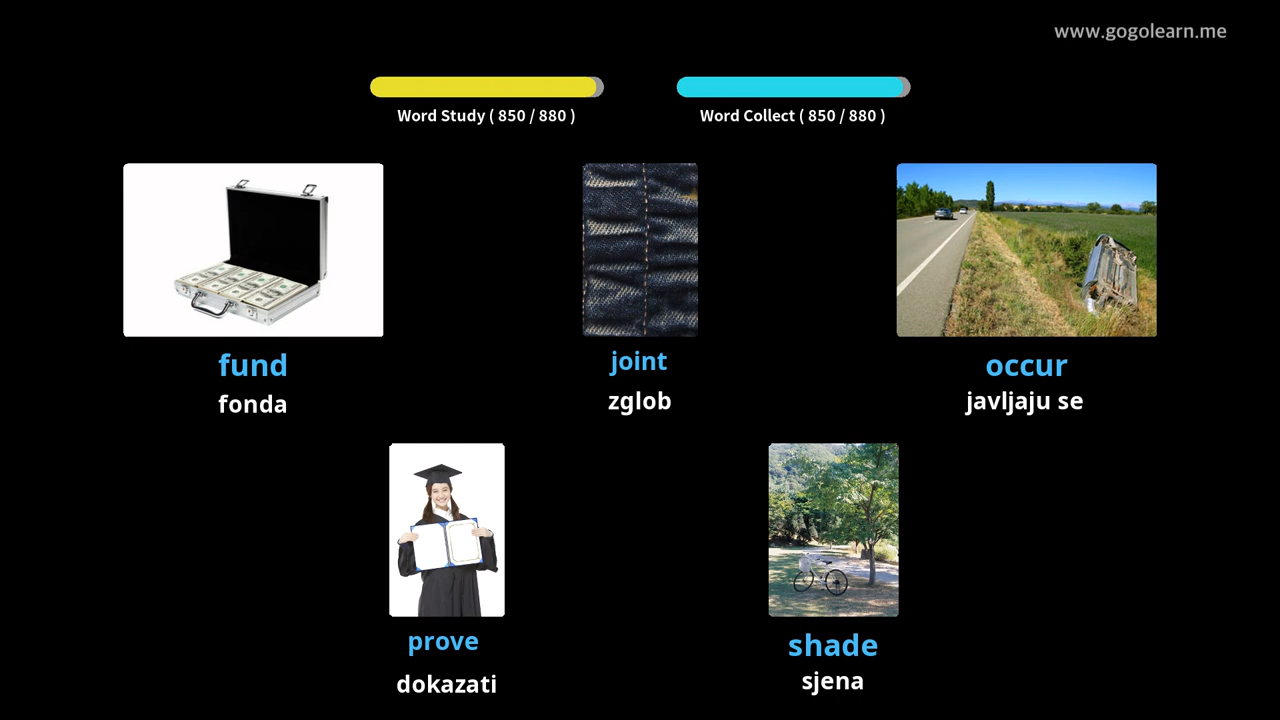 www.gogolearn.me
Word Study ( 850 / 880 )
Word Collect ( 850 / 880 )
fund
fonda
joint
zglob
occur
javljaju se
prove
dokazati
shade
sjena